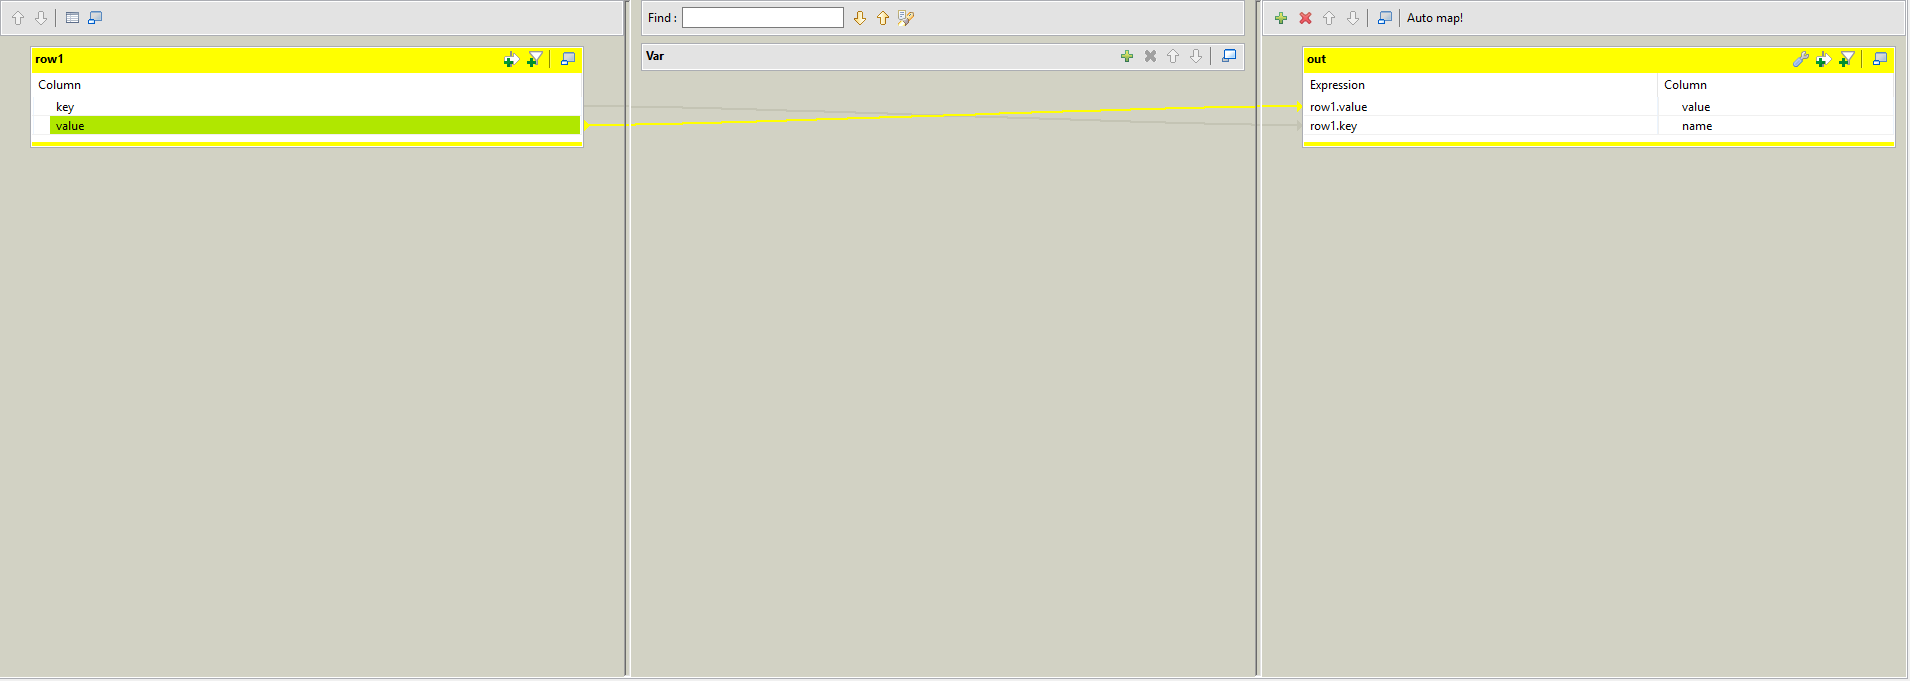 Find :
Auto map!
row1
Var
out
Column
Expression Column
key
row1.value value
value
row1.key name